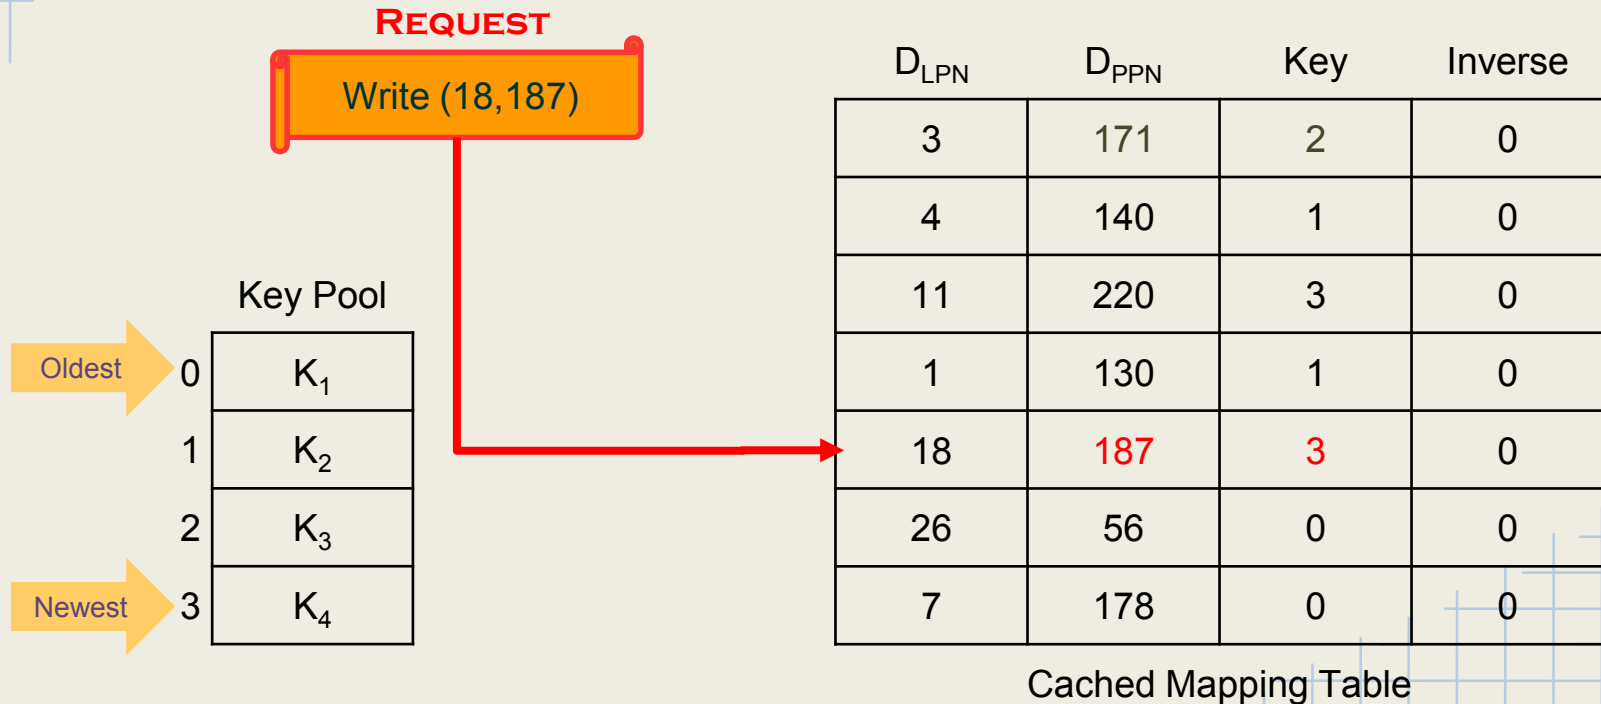 REQUEST
Write (18,187)
Key Pool
Oldest 0 K1
1 K2
2 K3
Newest 3 K4
DLPN DPPN Key Inverse
3 171 2 0
4 140 1 0
11 220 3 0
1 130 1 0
18 187 3 0
26 56 0 0
7 178 0 0
Cached Mapping Table